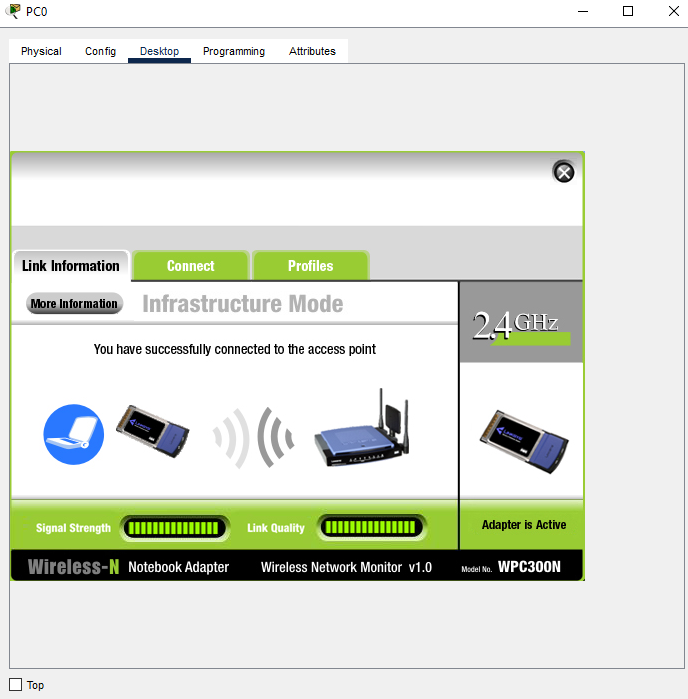 PC0
Physical Config Desktop Programming Attributes
Link Information Connect Profiles
More Information Infrastructure Mode
2.4GHz
You have successfully connected to the access point
Signal Strength Link Quality Adapter is Active
Wireless-N Notebook Adapter Wireless Network Monitor v1.0 Model No. WPC300N
Top